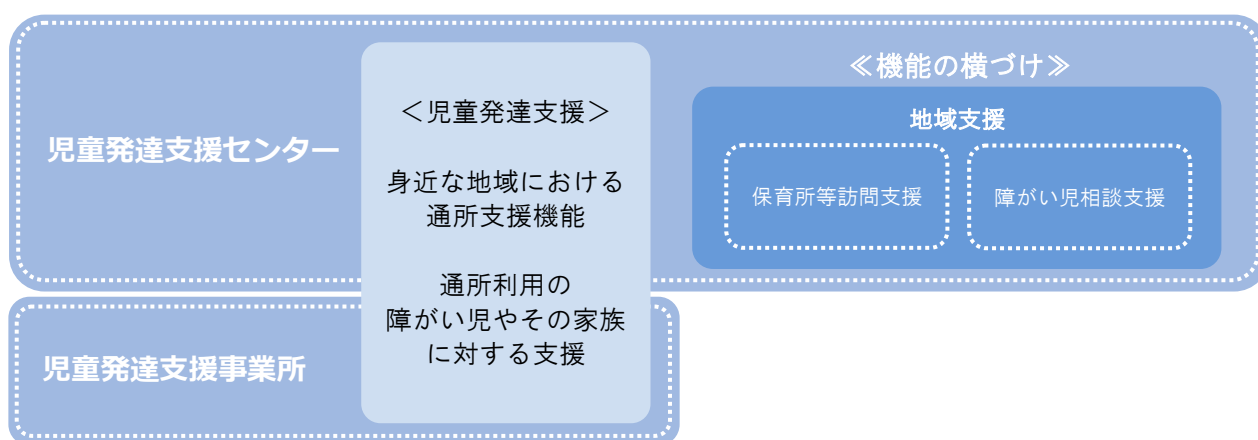 児童発達支援センター
＜児童発達支援＞
身近な地域における
通所支援機能
通所利用の
障がい児やその家族
に対する支援
≪機能の横づけ≫
地域支援
保育所等訪問支援
障がい児相談支援
児童発達支援事業所